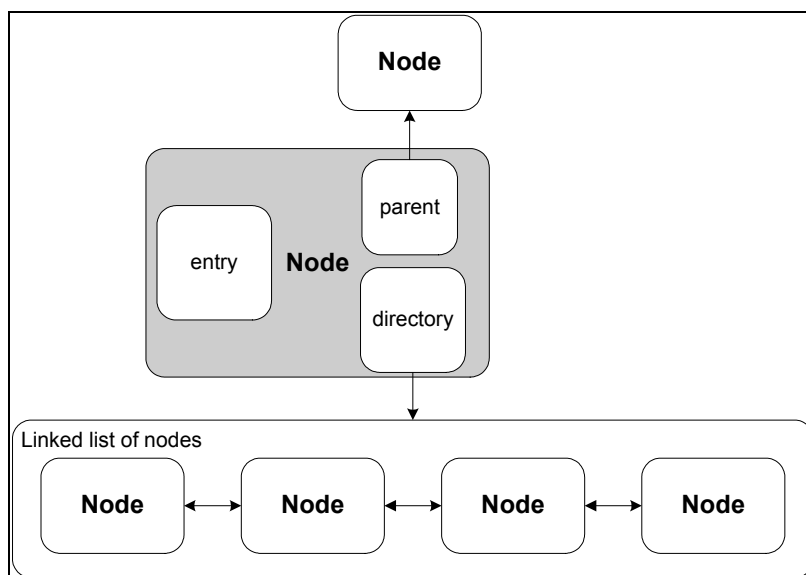 Node
parent
entry
Node
directory
Linked list of nodes
Node
Node
Node
Node